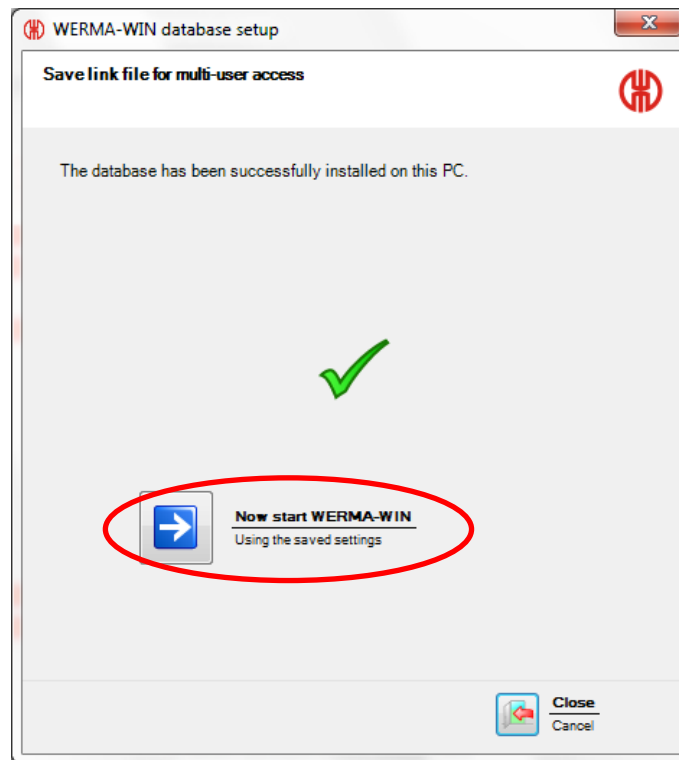 WERMA-WIN database setup
Save link file for multi-user access
The database has been successfully installed on this PC.
Now start WERMA-WIN
Using the saved settings
Close
Cancel